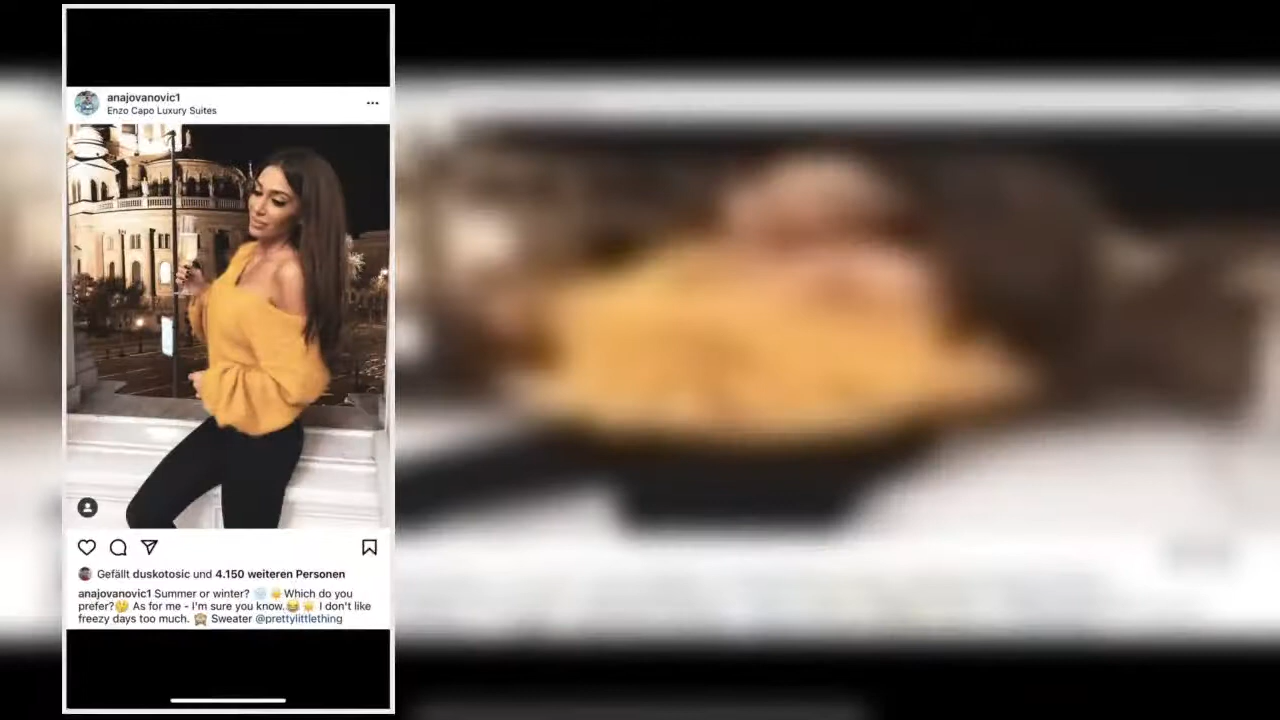 anajovanovic1
Enzo Capo Luxury Suites
Gefällt duskotosic und 4.150 weiteren Personen
anajovanovic1 Summer or winter? 🌨️☀️Which do you
prefer?🤔 As for me - I'm sure you know.😂☀️ I don't like
freezy days too much. 🙈 Sweater @prettylittlething